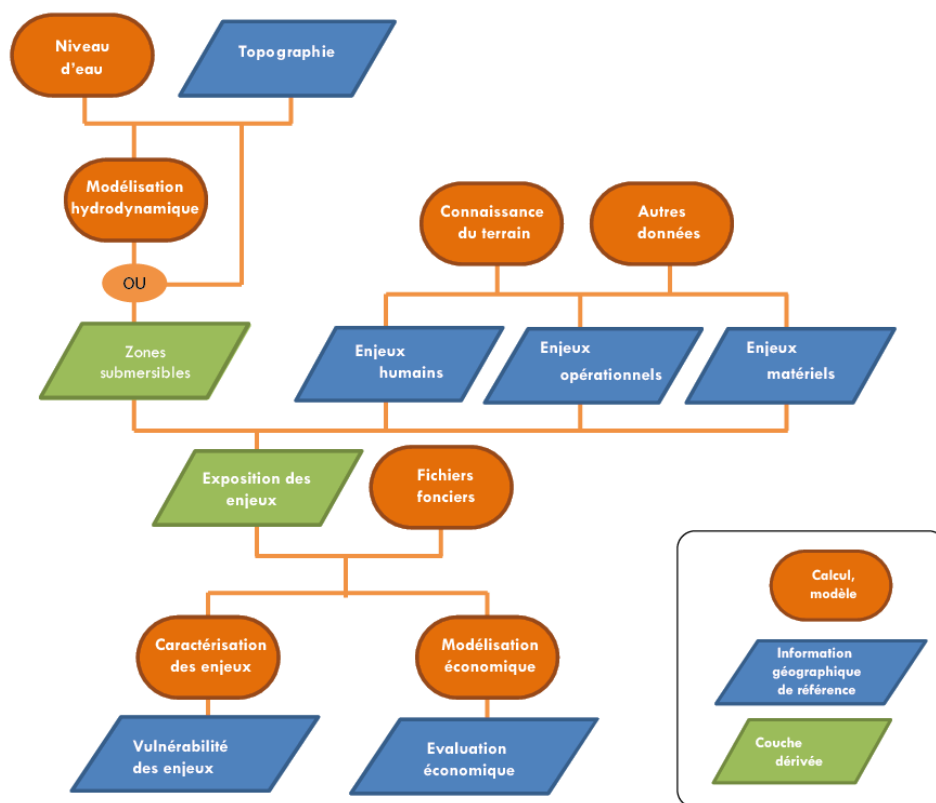 Niveau
d'eau
Topographie
Modélisation
hydrodynamique
OU
Connaissance
du terrain
Autres
données
Zones
submersibles
Enjeux
humains
Enjeux
opérationnels
Enjeux
matériels
Exposition des
enjeux
Fichiers
fonciers
Caractérisation
des enjeux
Modélisation
économique
Vulnérabilité
des enjeux
Evaluation
économique
Calcul,
modèle
Information
géographique
de référence
Couche
dérivée